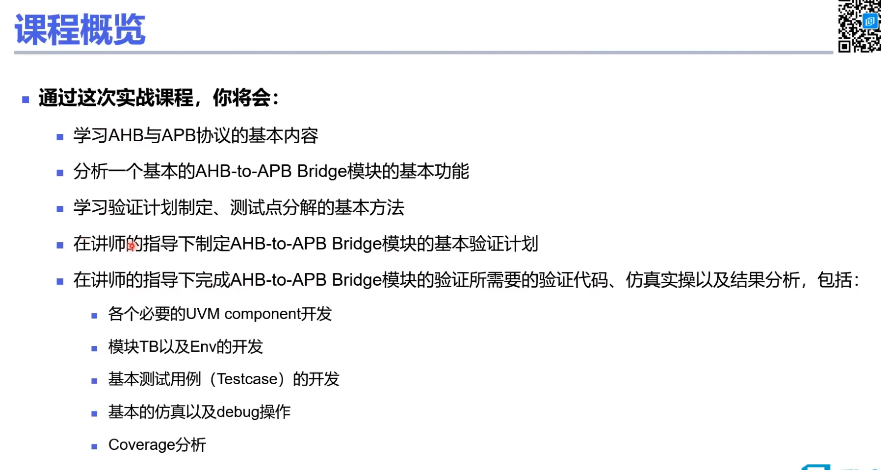 课程概览
通过这次实战课程，你将会：
学习AHB与APB协议的基本内容
分析一个基本的AHB-to-APB Bridge模块的基本功能
学习验证计划制定、测试点分解的基本方法
在讲师的指导下制定AHB-to-APB Bridge模块的基本验证计划
在讲师的指导下完成AHB-to-APB Bridge模块的验证所需要的验证代码、仿真实操以及结果分析，包括：
各个必要的UVM component开发
模块TB以及Env的开发
基本测试用例（Testcase）的开发
基本的仿真以及debug操作
Coverage分析